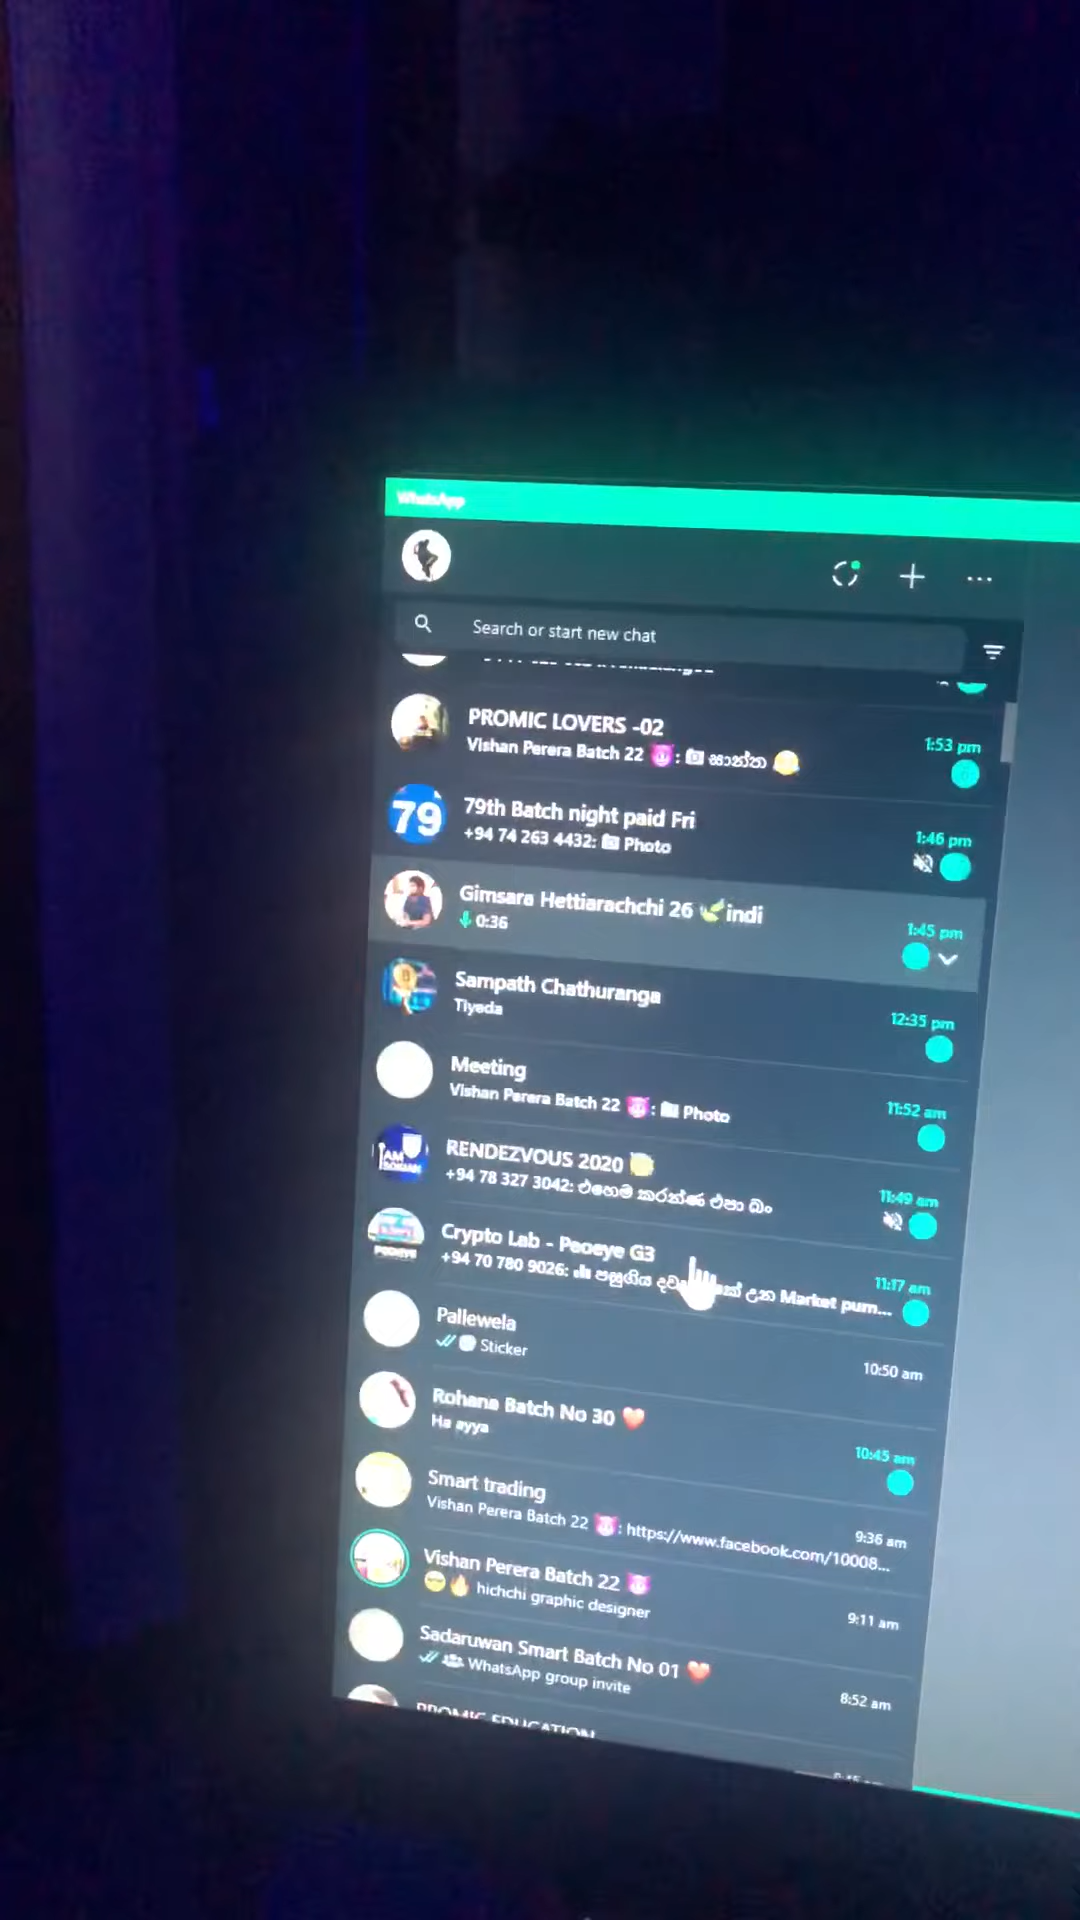 WhatsApp
Search or start new chat
PROMIC LOVERS -02
1:53 pm
Vishan Perera Batch 22 😈: 📷 සාන්ත
79
79th Batch night paid Fri
1:46 pm
+94 74 263 4432: 📷 Photo
Gimsara Hettiarachchi 26 🌿indi
1:45 pm
0:36
Sampath Chathuranga
12:35 pm
Tiyeda
Meeting
11:52 am
Vishan Perera Batch 22 😈: 📷 Photo
I AM
RENDEZVOUS 2020
11:49 am
+94 78 327 3042: එහෙම කරන්න එපා බං
PEOEYE
Crypto Lab - Peoeye G3
11:17 am
+94 70 780 9026: පසුගිය උන Market pum...
Pallewela
10:50 am
Sticker
Rohana Batch No 30 ❤️
10:45 am
Ha ayya
Smart trading
9:36 am
Vishan Perera Batch 22 😈: https://www.facebook.com/10008...
Vishan Perera Batch 22 😈
9:11 am
😎🔥 hichchi graphic designer
Sadaruwan Smart Batch No 01 ❤️
8:52 am
WhatsApp group invite
PROMIC EDUCATION